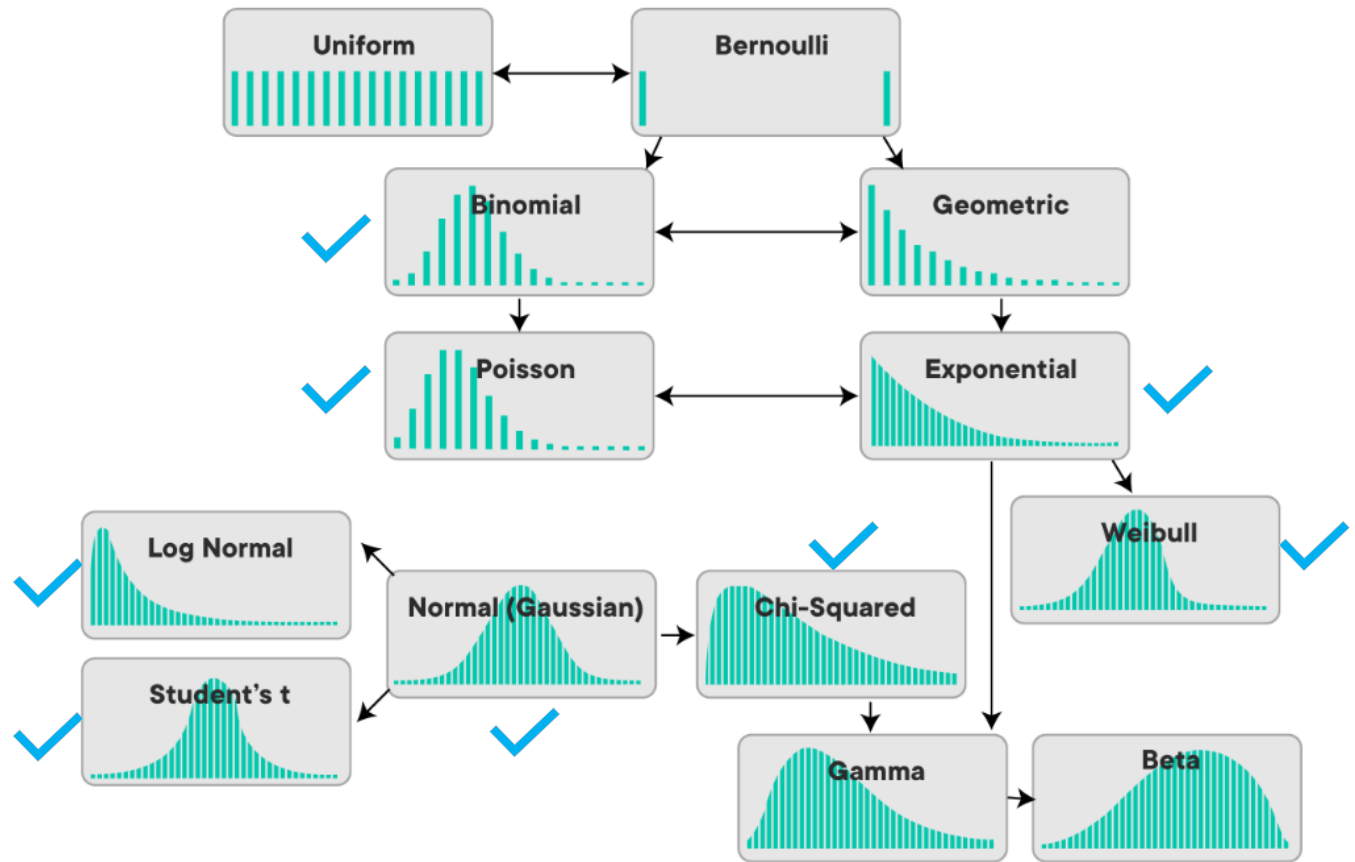 Uniform
Bernoulli
Binomial
Geometric
Poisson
Exponential
Log Normal
Weibull
Normal (Gaussian)
Chi-Squared
Student’s t
Gamma
Beta